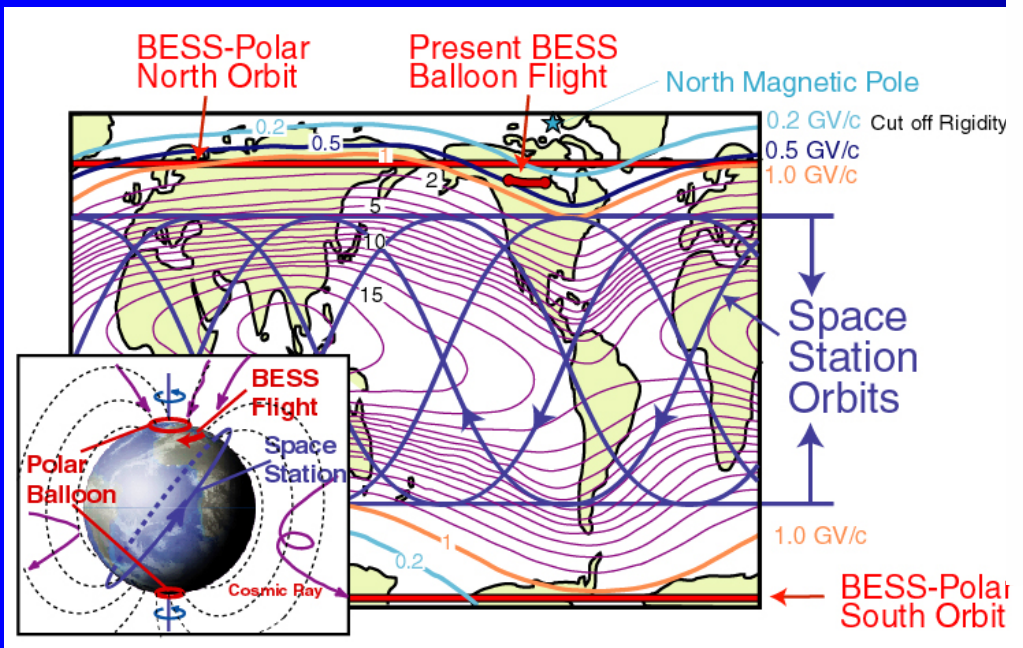 BESS-Polar
North Orbit
Present BESS
Balloon Flight
North Magnetic Pole
0.2 GV/c Cut off Rigidity
0.5 GV/c
1.0 GV/c
0.2
0.5
1
2
5
10
15
Space
Station
Orbits
BESS
Flight
Space
Station
Polar
Balloon
Cosmic Ray
1
0.2
1.0 GV/c
BESS-Polar
South Orbit